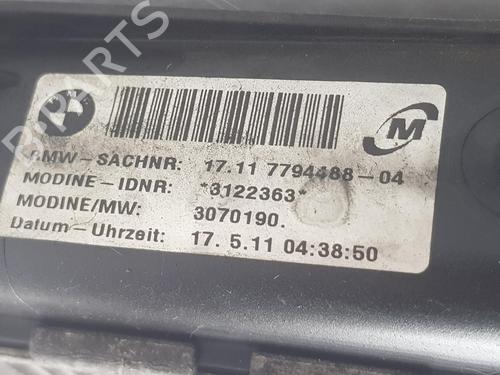 B-PARTS
M
BMW-SACHNR: 17.11 7794488-04
MODINE-IDNR: *3122363*
MODINE/MW: 3070190.
Datum-Uhrzeit: 17. 5.11 04:38:50